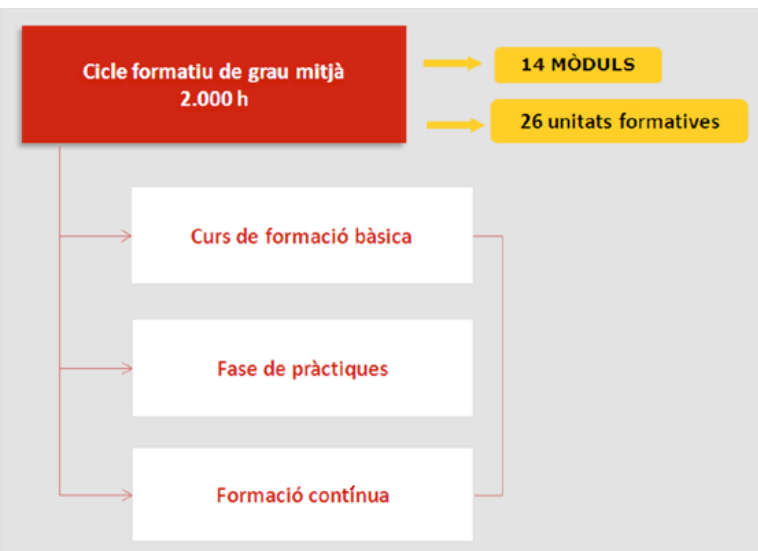 Cicle formatiu de grau mitjà
2.000 h
14 MÒDULS
26 unitats formatives
Curs de formació bàsica
Fase de pràctiques
Formació contínua